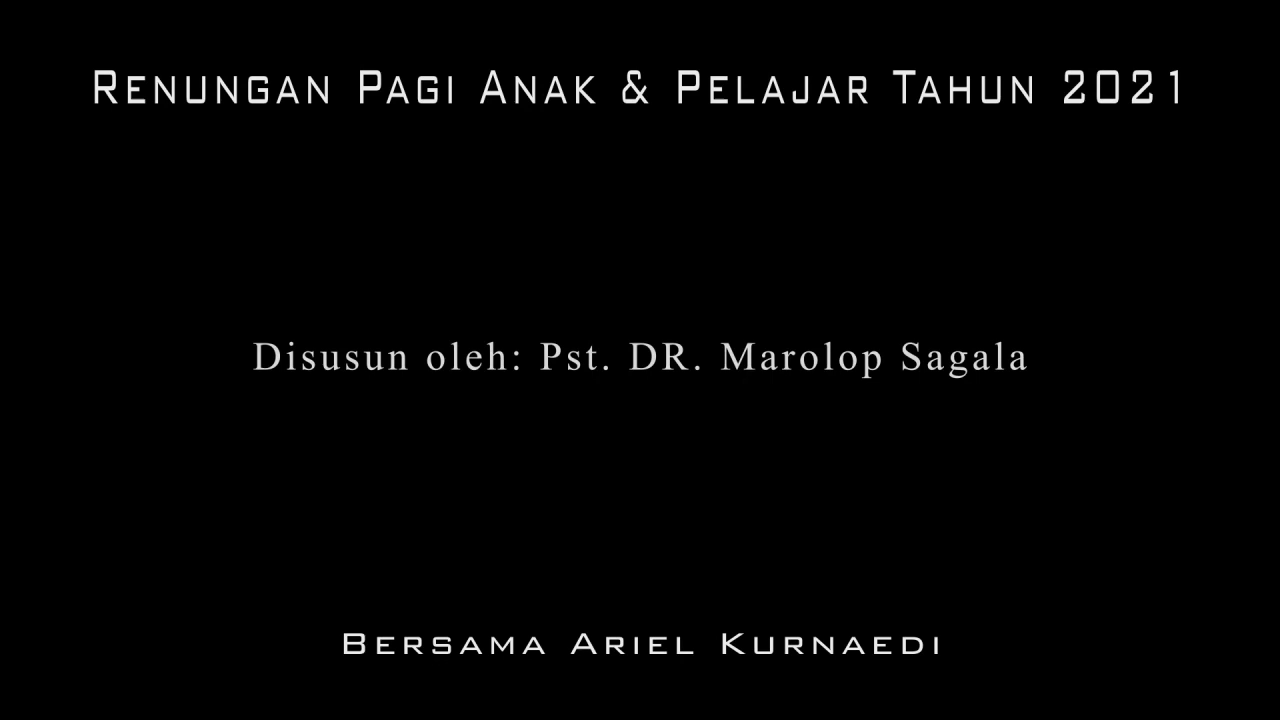 Renungan Pagi Anak & Pelajar Tahun 2021
Disusun oleh: Pst. DR. Marolop Sagala
Bersama Ariel Kurnaedi